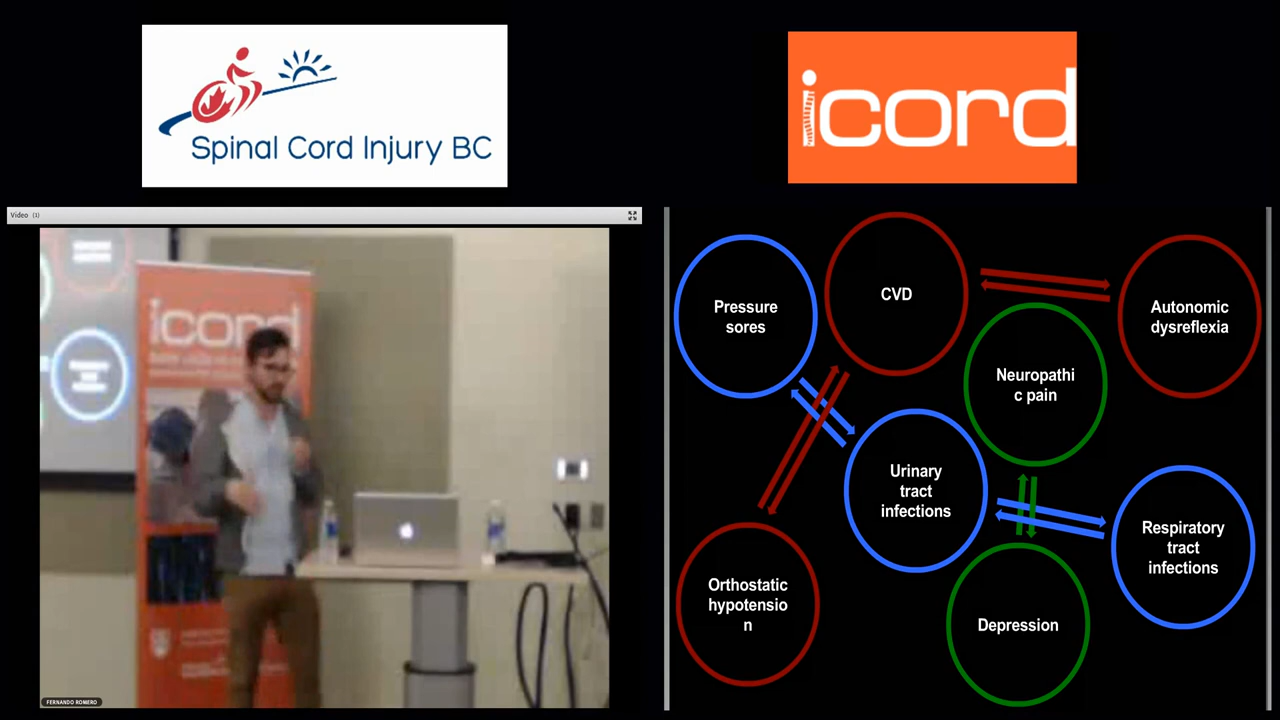 Spinal Cord Injury BC
icord
Video (1)
icord
FERNANDO ROMERO
Pressure
sores
CVD
Autonomic
dysreflexia
Neuropathi
c pain
Urinary
tract
infections
Respiratory
tract
infections
Orthostatic
hypotensio
n
Depression